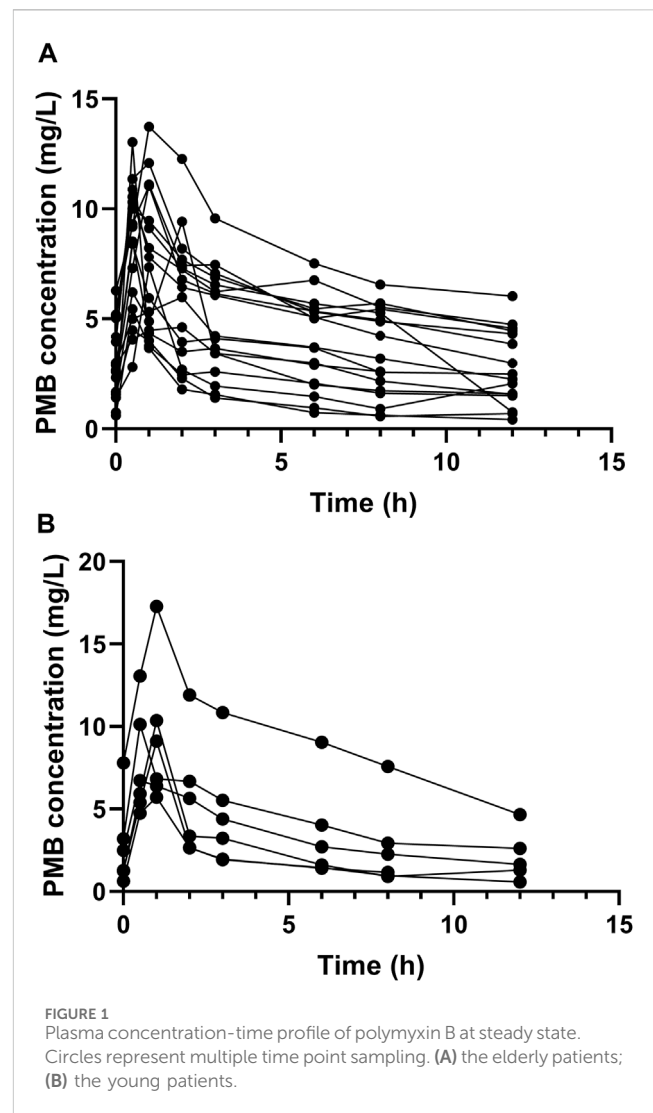 A
PMB concentration (mg/L)
15
10
5
0
0 5 10 15
Time (h)
B
PMB concentration (mg/L)
20
15
10
5
0
0 5 10 15
Time (h)
FIGURE 1
Plasma concentration-time profile of polymyxin B at steady state.
Circles represent multiple time point sampling. (A) the elderly patients;
(B) the young patients.